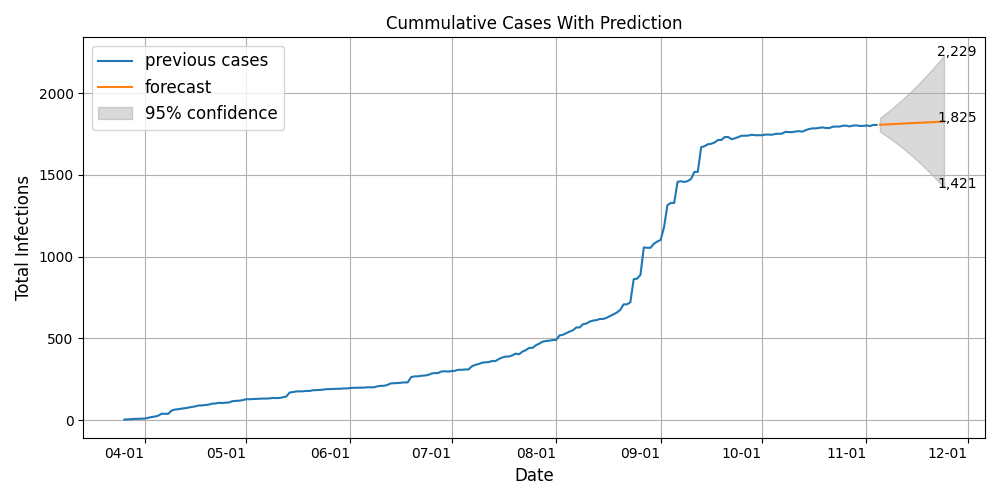 Cummulative Cases With Prediction
previous cases
forecast
95% confidence
2,229
1,825
1,421
2000
1500
1000
500
0
Total Infections
04-01
05-01
06-01
07-01
08-01
09-01
10-01
11-01
12-01
Date